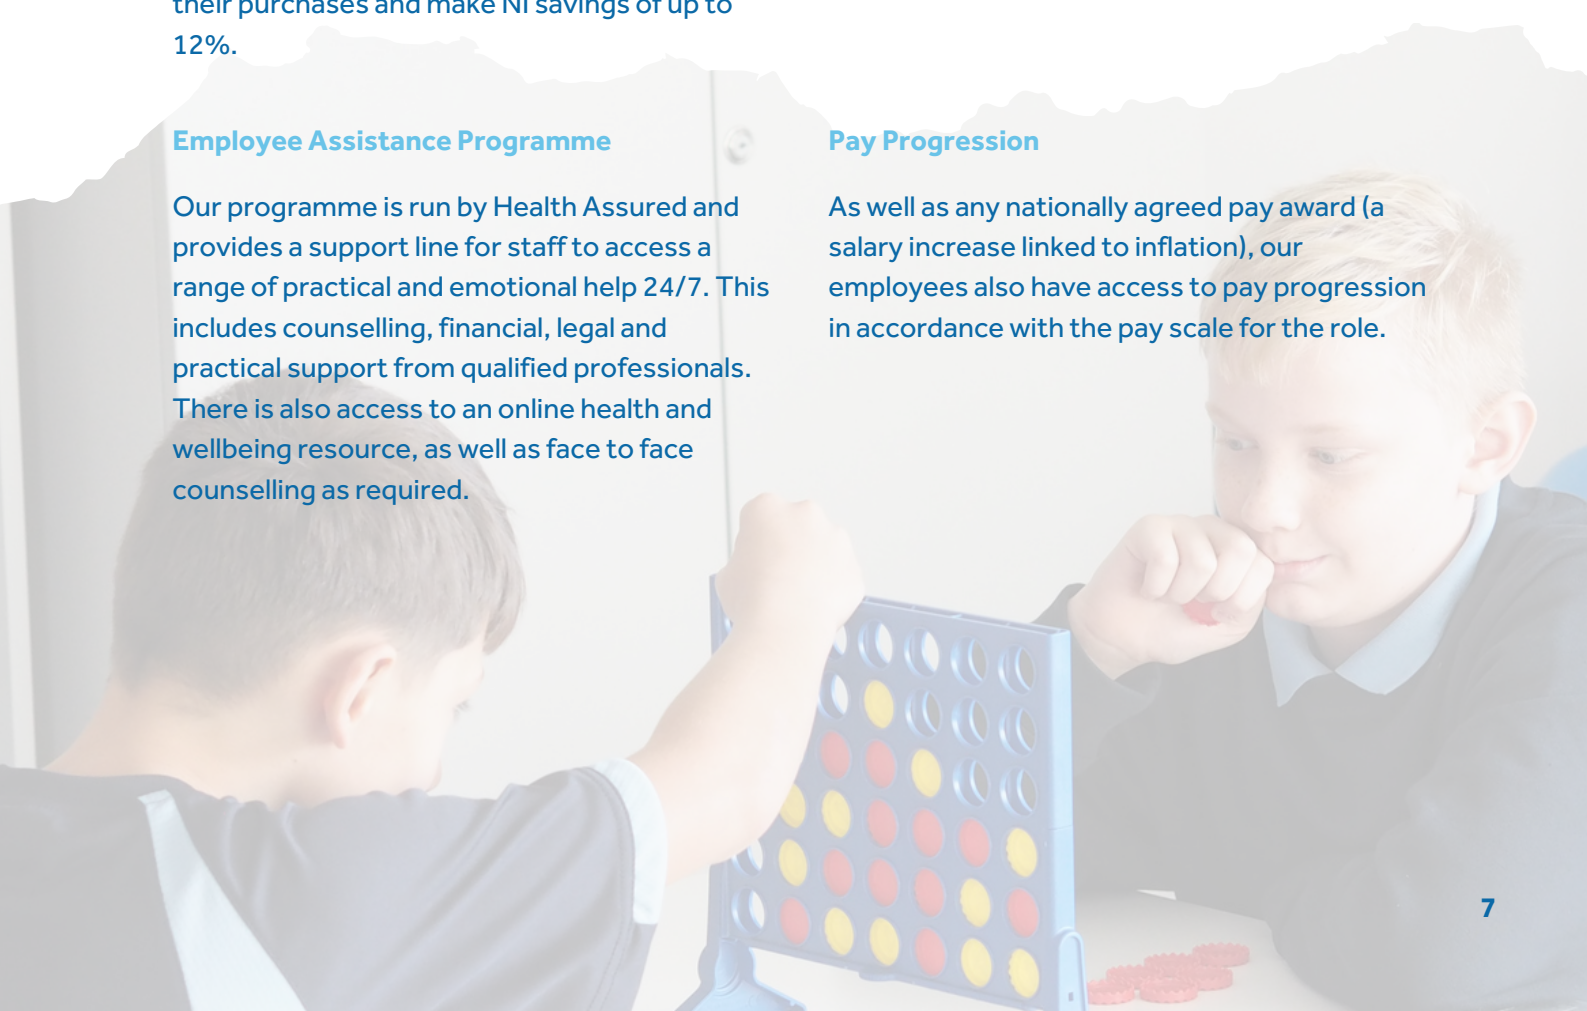 their purchases and make NI savings of up to
12%.
Employee Assistance Programme
Our programme is run by Health Assured and
provides a support line for staff to access a
range of practical and emotional help 24/7. This
includes counselling, financial, legal and
practical support from qualified professionals.
There is also access to an online health and
wellbeing resource, as well as face to face
counselling as required.
Pay Progression
As well as any nationally agreed pay award (a
salary increase linked to inflation), our
employees also have access to pay progression
in accordance with the pay scale for the role.
7